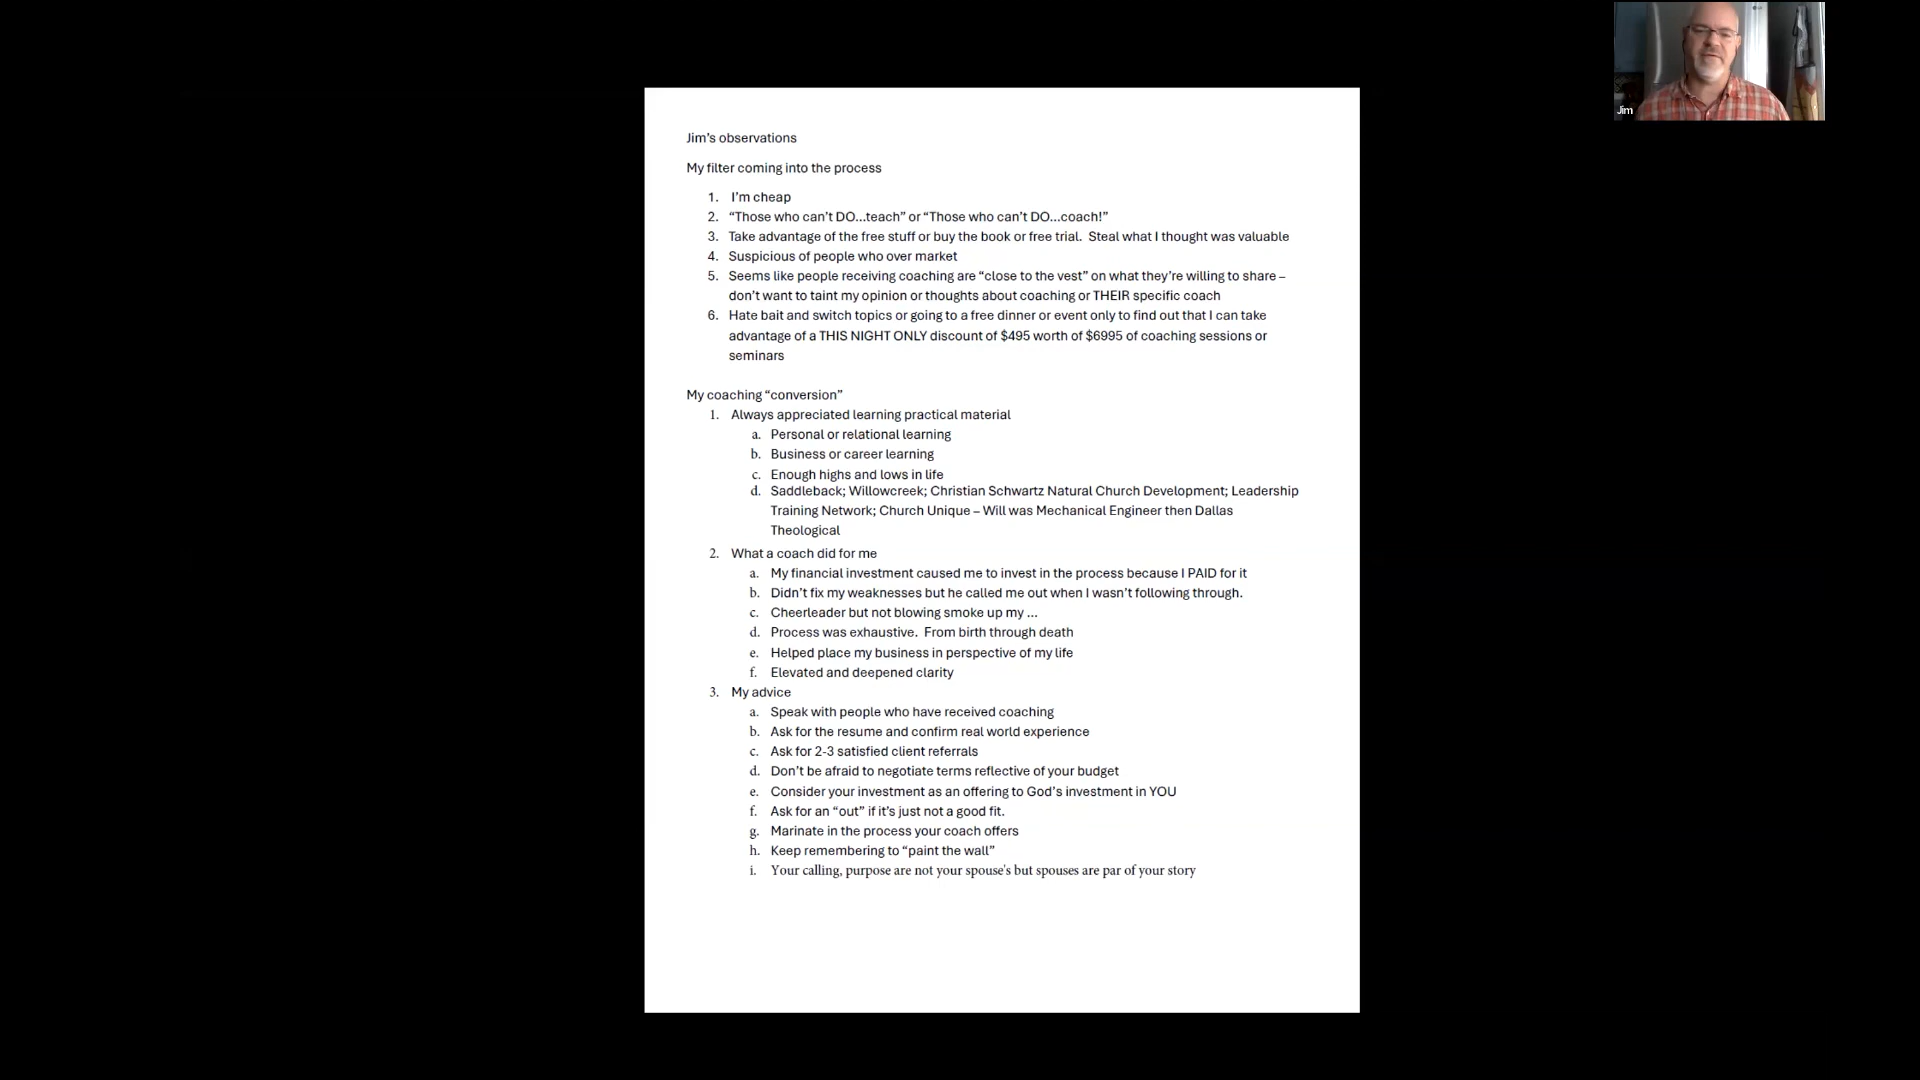 Jim
Jim’s observations
My filter coming into the process
1. I’m cheap
2. “Those who can’t DO...teach” or “Those who can’t DO...coach!”
3. Take advantage of the free stuff or buy the book or free trial. Steal what I thought was valuable
4. Suspicious of people who over market
5. Seems like people receiving coaching are “close to the vest” on what they’re willing to share –
don’t want to taint my opinion or thoughts about coaching or THEIR specific coach
6. Hate bait and switch topics or going to a free dinner or event only to find out that I can take
advantage of a THIS NIGHT ONLY discount of $495 worth of $6995 of coaching sessions or
seminars
My coaching “conversion”
1. Always appreciated learning practical material
a. Personal or relational learning
b. Business or career learning
c. Enough highs and lows in life
d. Saddleback; Willowcreek; Christian Schwartz Natural Church Development; Leadership
Training Network; Church Unique – Will was Mechanical Engineer then Dallas
Theological
2. What a coach did for me
a. My financial investment caused me to invest in the process because I PAID for it
b. Didn’t fix my weaknesses but he called me out when I wasn’t following through.
c. Cheerleader but not blowing smoke up my ...
d. Process was exhaustive. From birth through death
e. Helped place my business in perspective of my life
f. Elevated and deepened clarity
3. My advice
a. Speak with people who have received coaching
b. Ask for the resume and confirm real world experience
c. Ask for 2-3 satisfied client referrals
d. Don’t be afraid to negotiate terms reflective of your budget
e. Consider your investment as an offering to God’s investment in YOU
f. Ask for an “out” if it’s just not a good fit.
g. Marinate in the process your coach offers
h. Keep remembering to “paint the wall”
i. Your calling, purpose are not your spouse's but spouses are par of your story